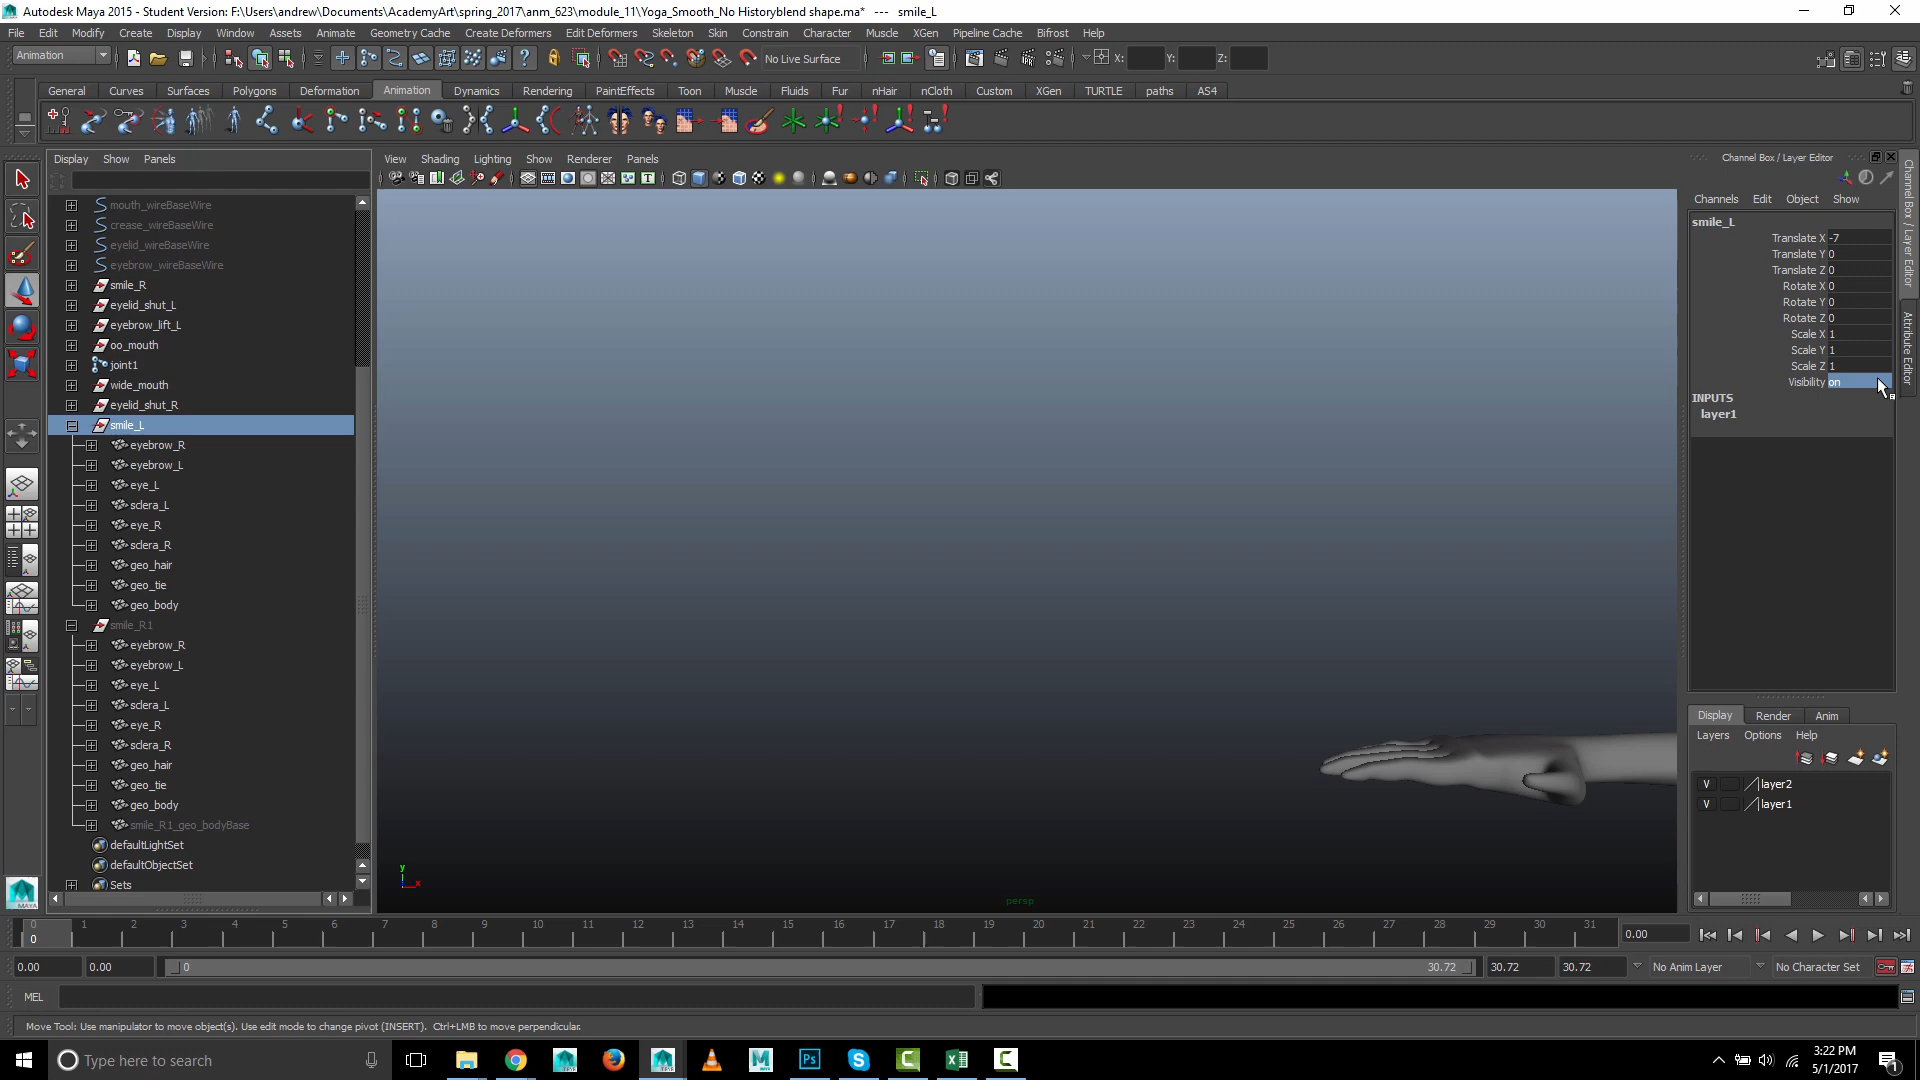 Autodesk Maya 2015 - Student Version: F:\Users\andrew\Documents\AcademyArt\spring_2017\anm_623\module_11\Yoga_Smooth_No Historyblend shape.ma* --- smile_L
File Edit Modify Create Display Window Assets Animate Geometry Cache Create Deformers Edit Deformers Skeleton Skin Constrain Character Muscle XGen Pipeline Cache Bifrost Help
Animation No Live Surface X: Y: Z:
General Curves Surfaces Polygons Deformation Animation Dynamics Rendering PaintEffects Toon Muscle Fluids Fur nHair nCloth Custom XGen TURTLE paths AS4
Display Show Panels
View Shading Lighting Show Renderer Panels
Channel Box / Layer Editor
Channels Edit Object Show
mouth_wireBaseWire
crease_wireBaseWire
eyelid_wireBaseWire
eyebrow_wireBaseWire
smile_R
eyelid_shut_L
eyebrow_lift_L
oo_mouth
joint1
wide_mouth
eyelid_shut_R
smile_L
eyebrow_R
eyebrow_L
eye_L
sclera_L
eye_R
sclera_R
geo_hair
geo_tie
geo_body
smile_R1
eyebrow_R
eyebrow_L
eye_L
sclera_L
eye_R
sclera_R
geo_hair
geo_tie
geo_body
smile_R1_geo_bodyBase
defaultLightSet
defaultObjectSet
Sets
y
x
persp
smile_L
Translate X -7
Translate Y 0
Translate Z 0
Rotate X 0
Rotate Y 0
Rotate Z 0
Scale X 1
Scale Y 1
Scale Z 1
Visibility on
INPUTS
layer1
Channel Box / Layer Editor
Attribute Editor
Display Render Anim
Layers Options Help
V layer2
V layer1
0 1 2 3 4 5 6 7 8 9 10 11 12 13 14 15 16 17 18 19 20 21 22 23 24 25 26 27 28 29 30 31
0 0.00
0.00 0.00 0 30.72 30.72 30.72 No Anim Layer No Character Set
MEL
Move Tool: Use manipulator to move object(s). Use edit mode to change pivot (INSERT). Ctrl+LMB to move perpendicular.
Type here to search
3:22 PM
5/1/2017